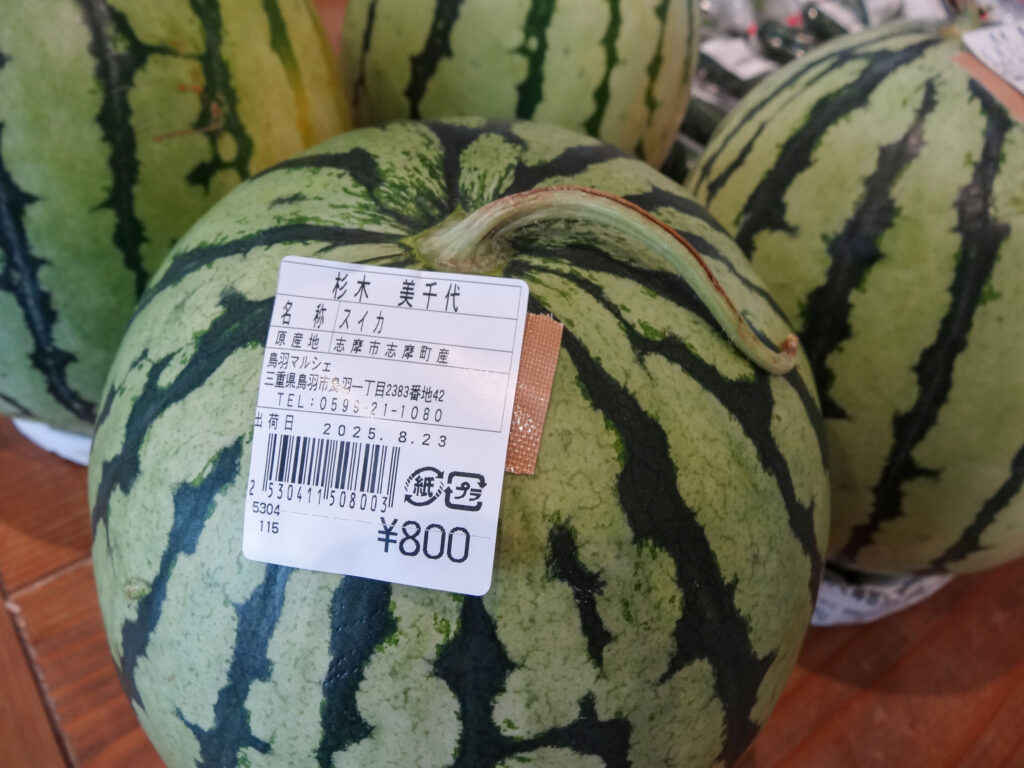 杉木　美千代
名　称 スイカ
原産地 志摩市志摩町産
鳥羽マルシェ
三重県鳥羽市鳥羽一丁目2383番地42
TEL:0599-21-1080
出荷日 2025. 8.23
2 530411 508003
紙 プラ
5304
115
¥800